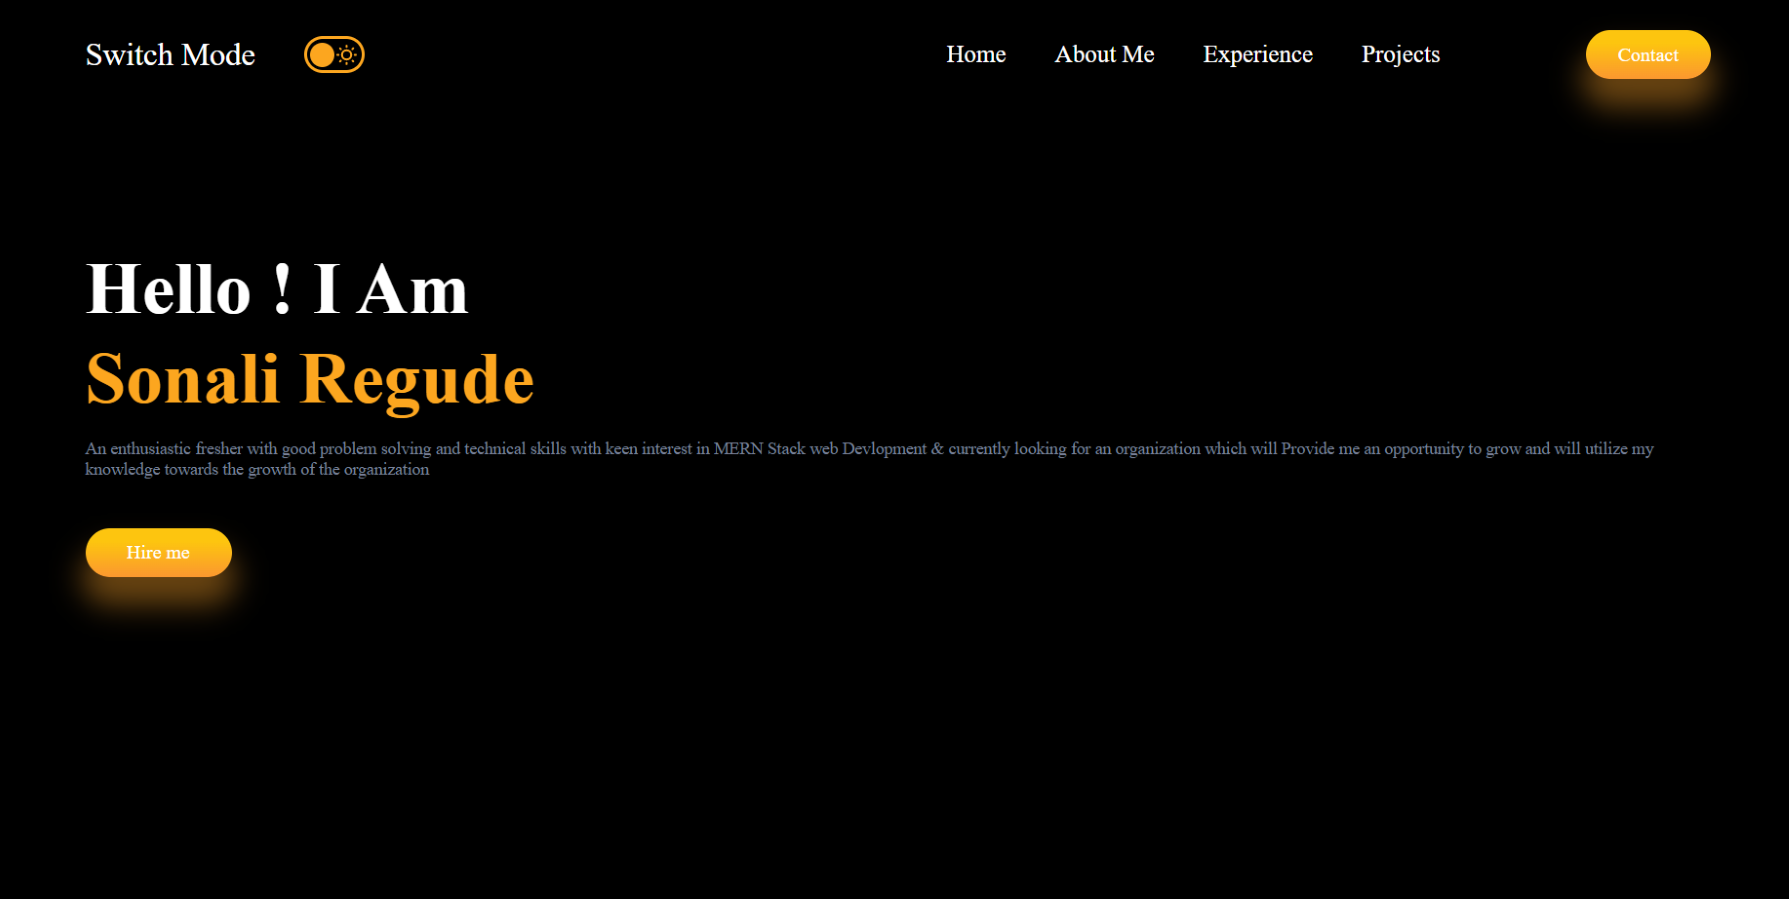 Switch Mode
Home About Me Experience Projects
Contact
Hello ! I Am
Sonali Regude
An enthusiastic fresher with good problem solving and technical skills with keen interest in MERN Stack web Devlopment & currently looking for an organization which will Provide me an opportunity to grow and will utilize my
knowledge towards the growth of the organization
Hire me